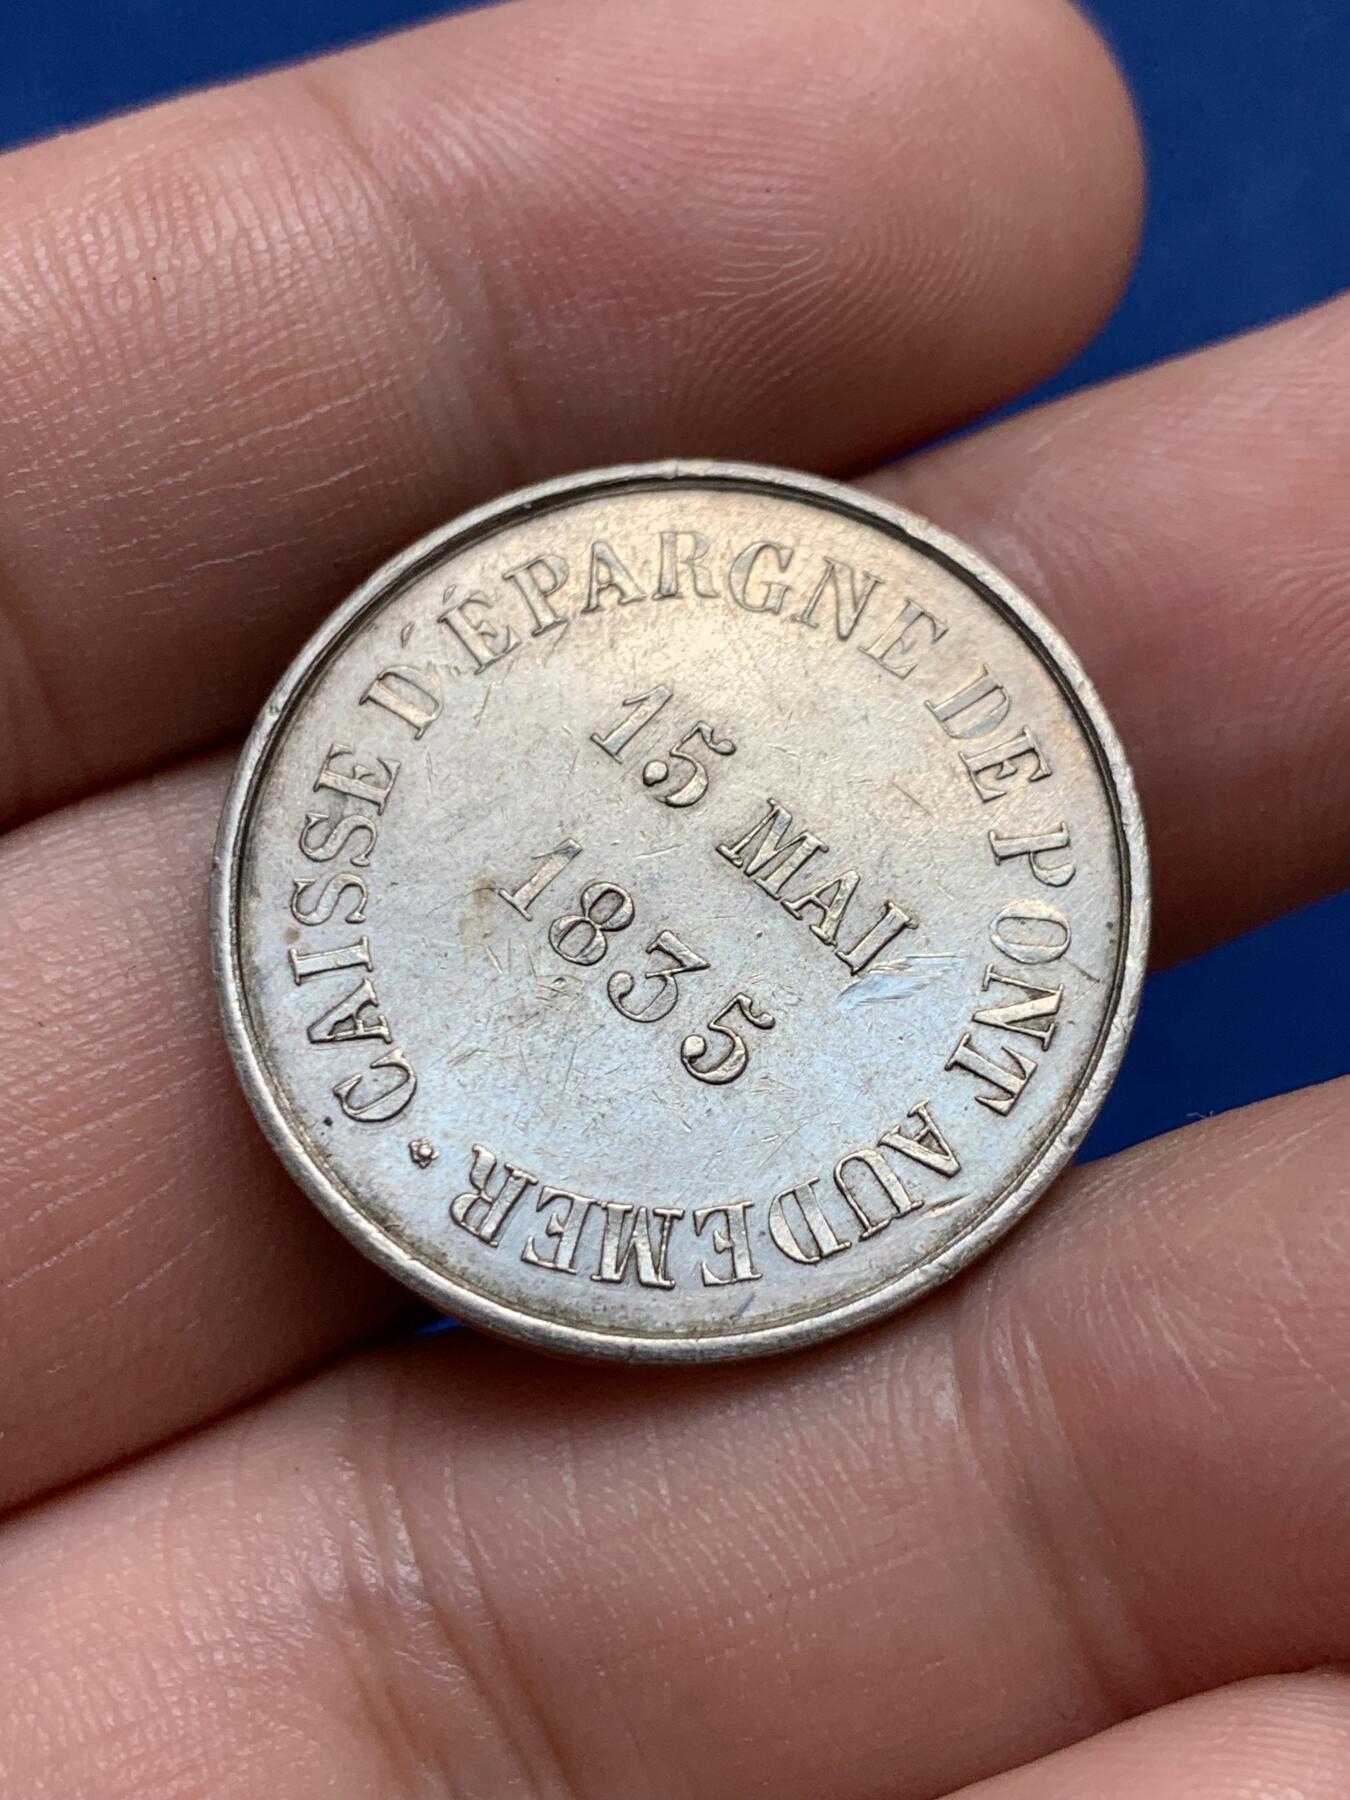 CAISSE D'ÉPARGNE DE PONT AUDEMER
15 MAI
1835